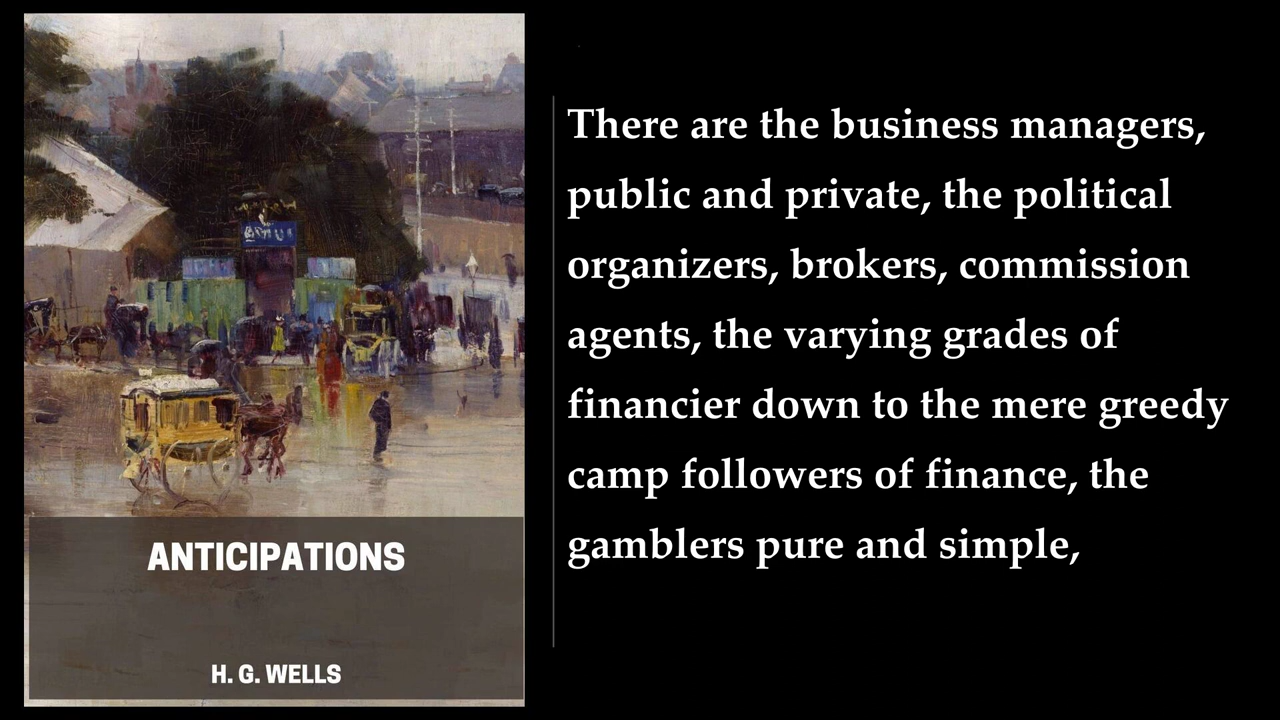 ANTICIPATIONS
H. G. WELLS
There are the business managers,
public and private, the political
organizers, brokers, commission
agents, the varying grades of
financier down to the mere greedy
camp followers of finance, the
gamblers pure and simple,